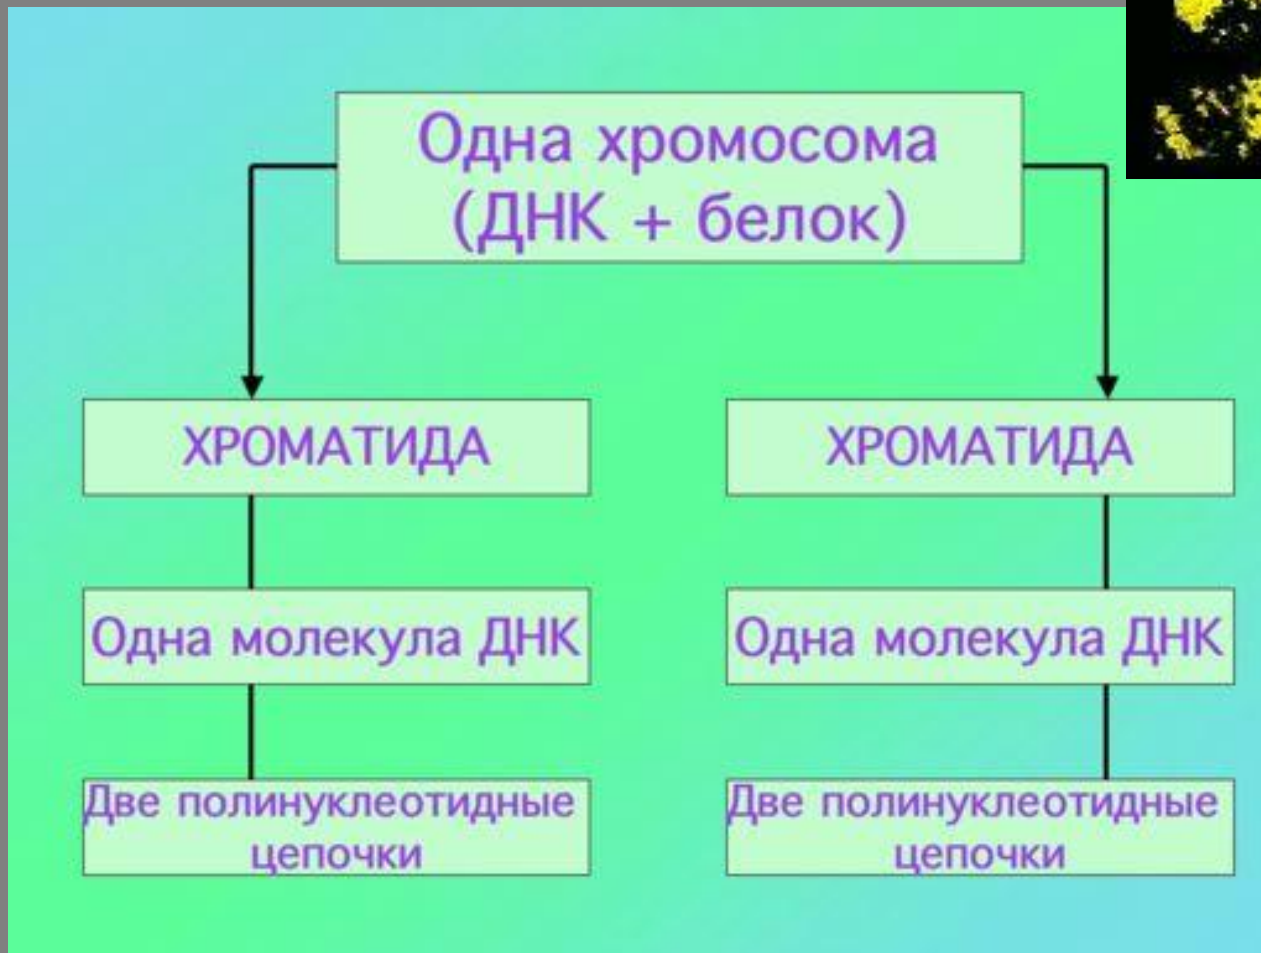 Одна хромосома
(ДНК + белок)
ХРОМАТИДА
ХРОМАТИДА
Одна молекула ДНК
Одна молекула ДНК
Две полинуклеотидные
цепочки
Две полинуклеотидные
цепочки